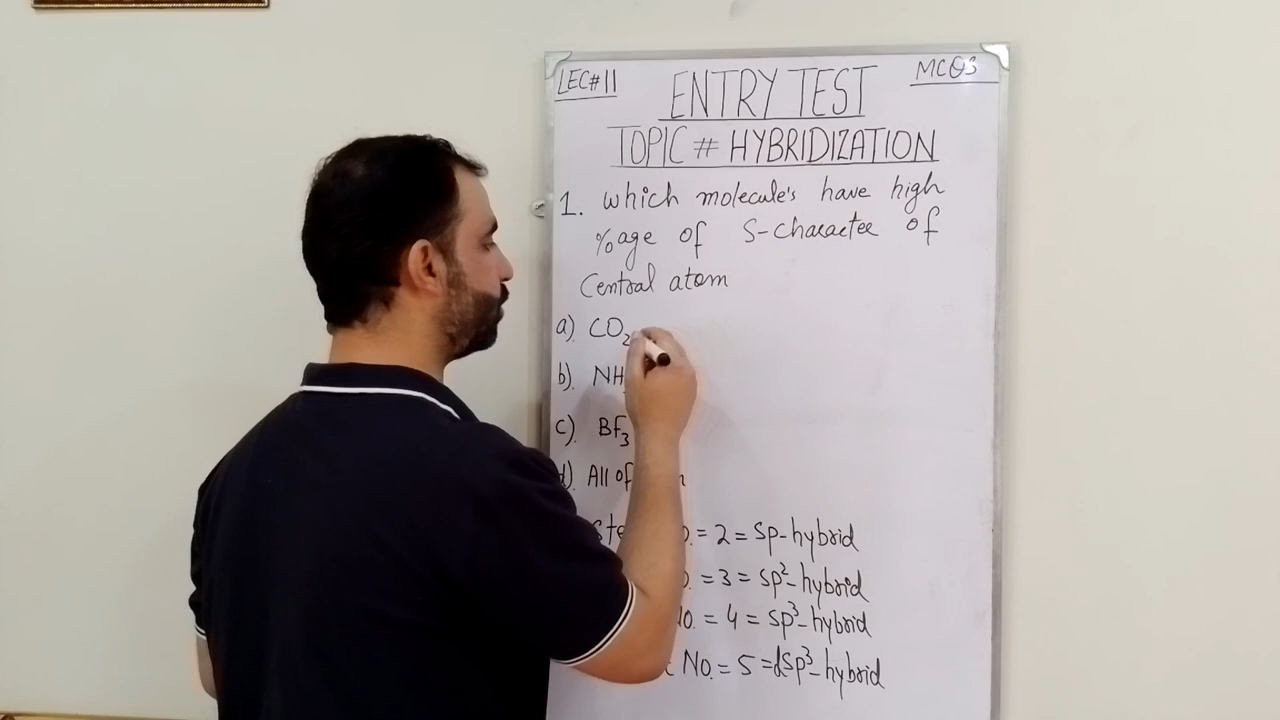 LEC#11
ENTRY TEST
MCQS
TOPIC # HYBRIDIZATION
1. which molecule's have high
%age of S-character of
Central atom
a). CO₂
b). NH
c). Bf₃
d). All of
= 2 = Sp-hybrid
= 3 = Sp²-hybrid
No. = 4 = Sp³-hybrid
No. = 5 = dSp³-hybrid